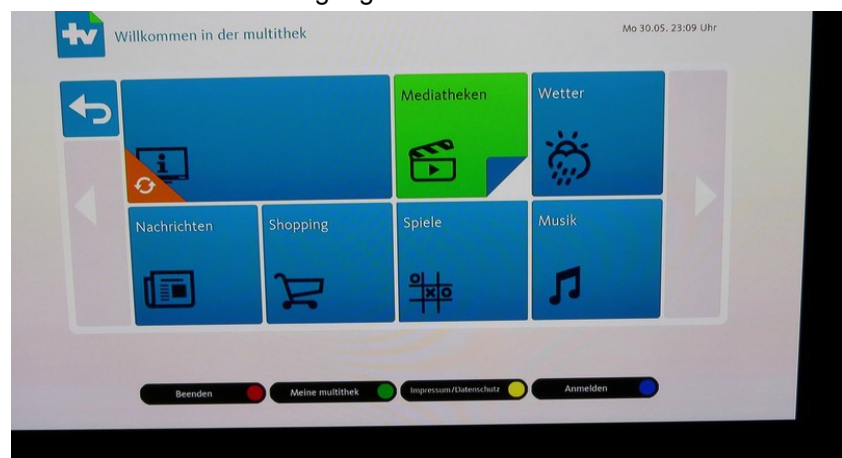 tv
Willkommen in der multithek
Mo 30.05. 23:09 Uhr
Mediatheken
Wetter
i
Nachrichten
Shopping
Spiele
Musik
Beenden
Meine multithek
Impressum/Datenschutz
Anmelden